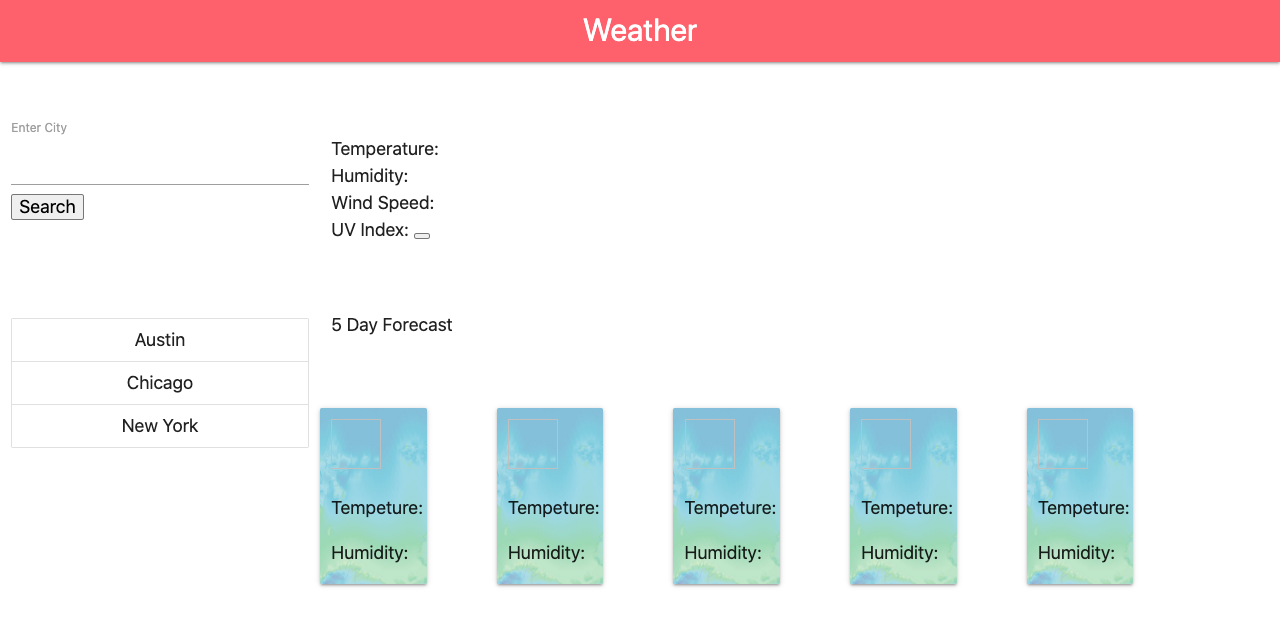 Weather
Enter City
Search
Temperature:
Humidity:
Wind Speed:
UV Index:
Austin
Chicago
New York
5 Day Forecast
Tempeture:
Humidity:
Tempeture:
Humidity:
Tempeture:
Humidity:
Tempeture:
Humidity:
Tempeture:
Humidity: